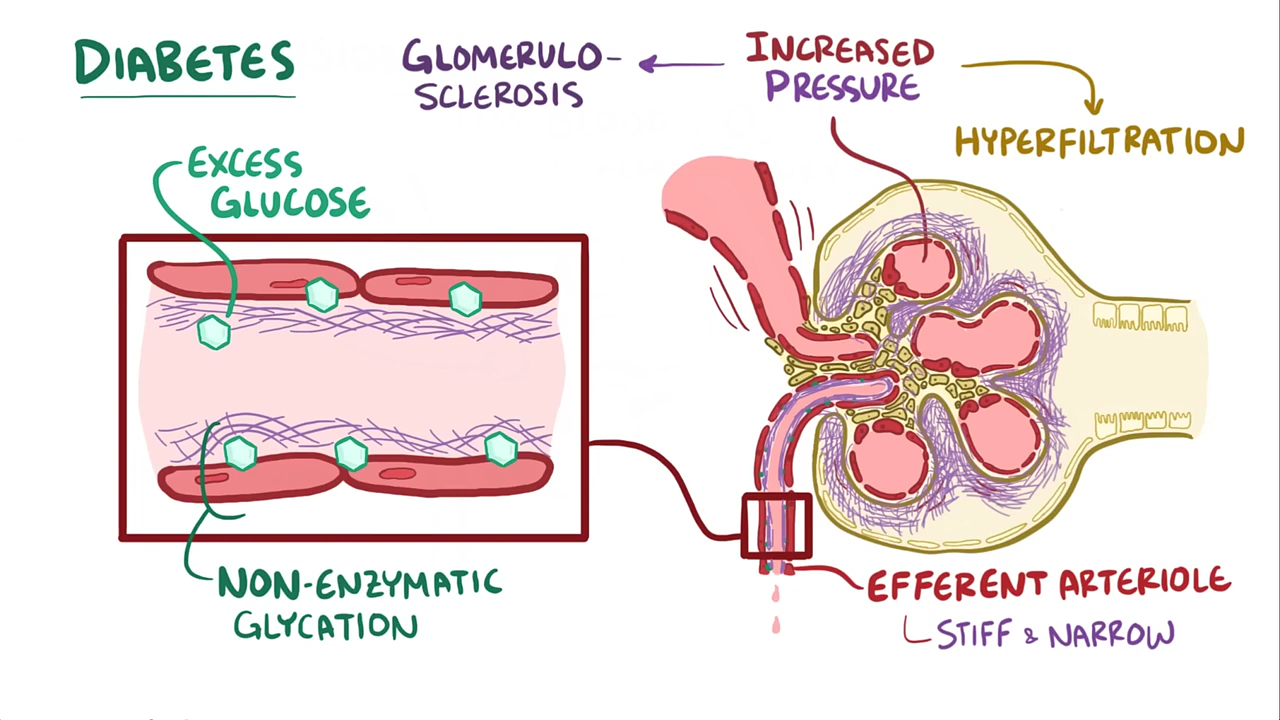 DIABETES
GLOMERULO-
SCLEROSIS
INCREASED
PRESSURE
HYPERFILTRATION
EXCESS
GLUCOSE
NON-ENZYMATIC
GLYCATION
EFFERENT ARTERIOLE
STIFF & NARROW